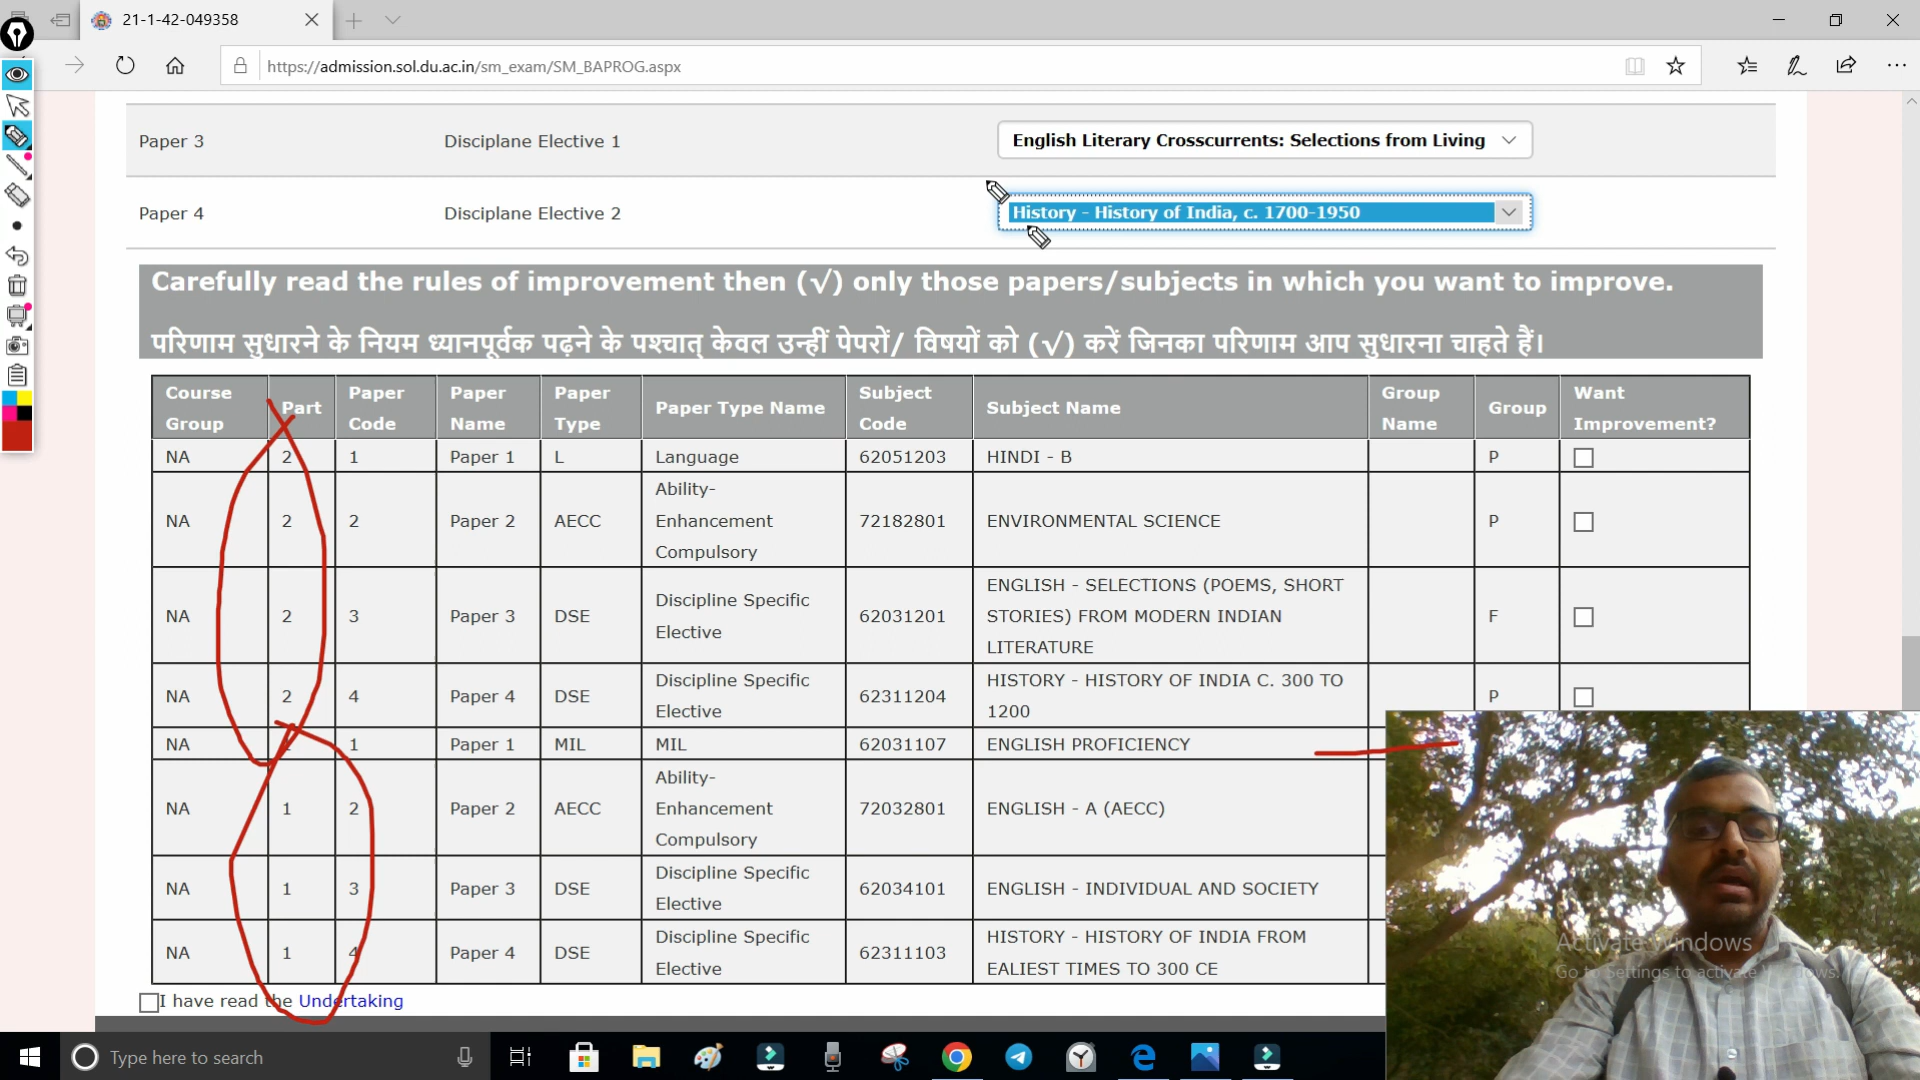 21-1-42-049358
https://admission.sol.du.ac.in/sm_exam/SM_BAPROG.aspx
Paper 3 Disciplane Elective 1 English Literary Crosscurrents: Selections from Living
Paper 4 Disciplane Elective 2 History - History of India, c. 1700-1950
Carefully read the rules of improvement then (√) only those papers/subjects in which you want to improve.
परिणाम सुधारने के नियम ध्यानपूर्वक पढ़ने के पश्चात् केवल उन्हीं पेपरों/ विषयों को (√) करें जिनका परिणाम आप सुधारना चाहते हैं।
Course Group Part Paper Code Paper Name Paper Type Paper Type Name Subject Code Subject Name Group Name Group Want Improvement?
NA 2 1 Paper 1 L Language 62051203 HINDI - B P
NA 2 2 Paper 2 AECC Ability-Enhancement Compulsory 72182801 ENVIRONMENTAL SCIENCE P
NA 2 3 Paper 3 DSE Discipline Specific Elective 62031201 ENGLISH - SELECTIONS (POEMS, SHORT STORIES) FROM MODERN INDIAN LITERATURE F
NA 2 4 Paper 4 DSE Discipline Specific Elective 62311204 HISTORY - HISTORY OF INDIA C. 300 TO 1200 P
NA 1 Paper 1 MIL MIL 62031107 ENGLISH PROFICIENCY
NA 1 2 Paper 2 AECC Ability-Enhancement Compulsory 72032801 ENGLISH - A (AECC)
NA 1 3 Paper 3 DSE Discipline Specific Elective 62034101 ENGLISH - INDIVIDUAL AND SOCIETY
NA 1 4 Paper 4 DSE Discipline Specific Elective 62311103 HISTORY - HISTORY OF INDIA FROM EALIEST TIMES TO 300 CE
I have read the Undertaking
Activate Windows
Go to Settings to activate Windows.
Type here to search